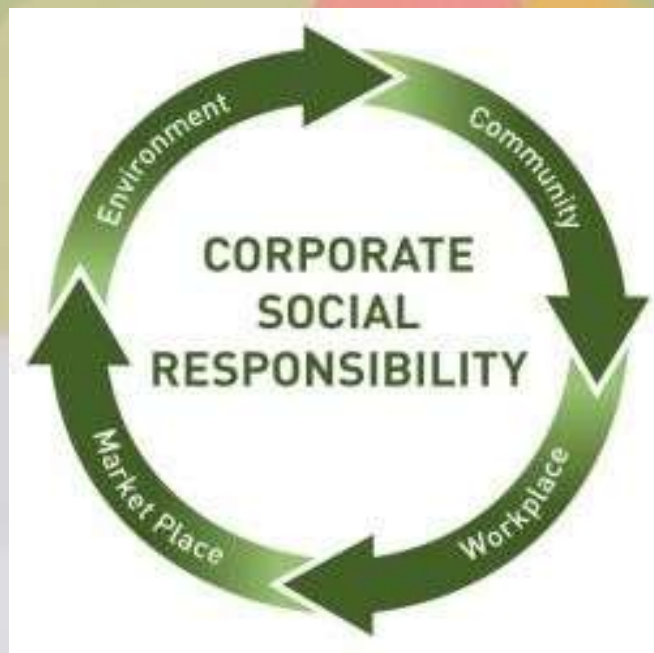 Environment
Community
CORPORATE
SOCIAL
RESPONSIBILITY
Market Place
Workplace